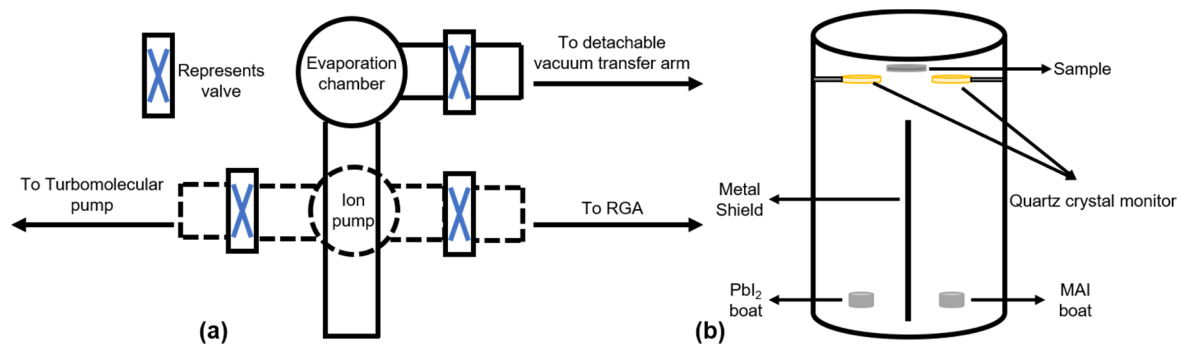 Represents
valve
Evaporation
chamber
To detachable
vacuum transfer arm
To Turbomolecular
pump
Ion
pump
To RGA
(a)
Sample
Metal
Shield
Quartz crystal monitor
PbI₂
boat
MAI
boat
(b)